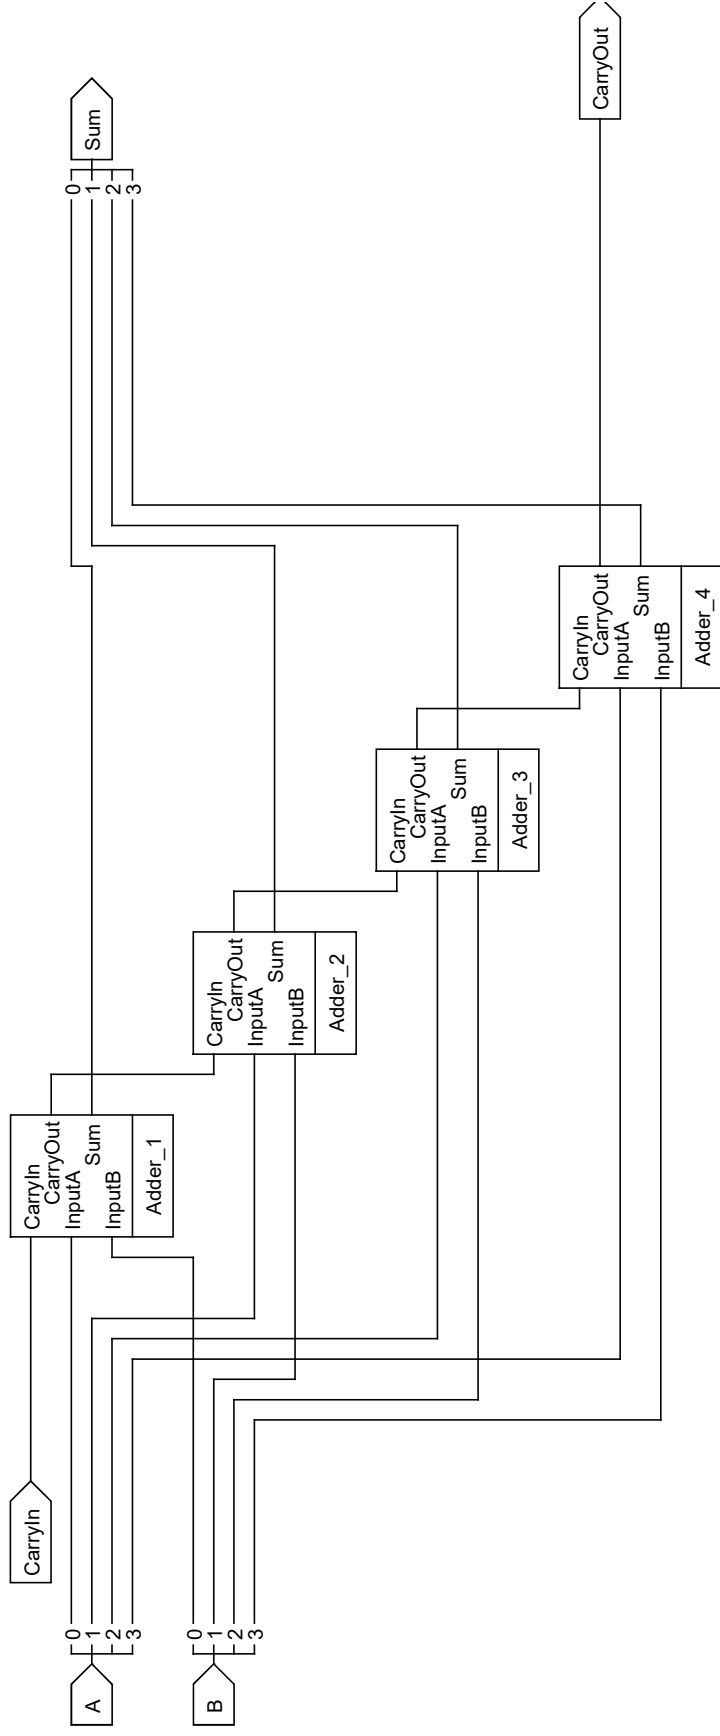 A
0
1
2
3
B
0
1
2
3
CarryIn
CarryIn
CarryOut
InputA
Sum
InputB
Adder_1
CarryIn
CarryOut
InputA
Sum
InputB
Adder_2
CarryIn
CarryOut
InputA
Sum
InputB
Adder_3
CarryIn
CarryOut
InputA
Sum
InputB
Adder_4
0
1
2
3
Sum
CarryOut